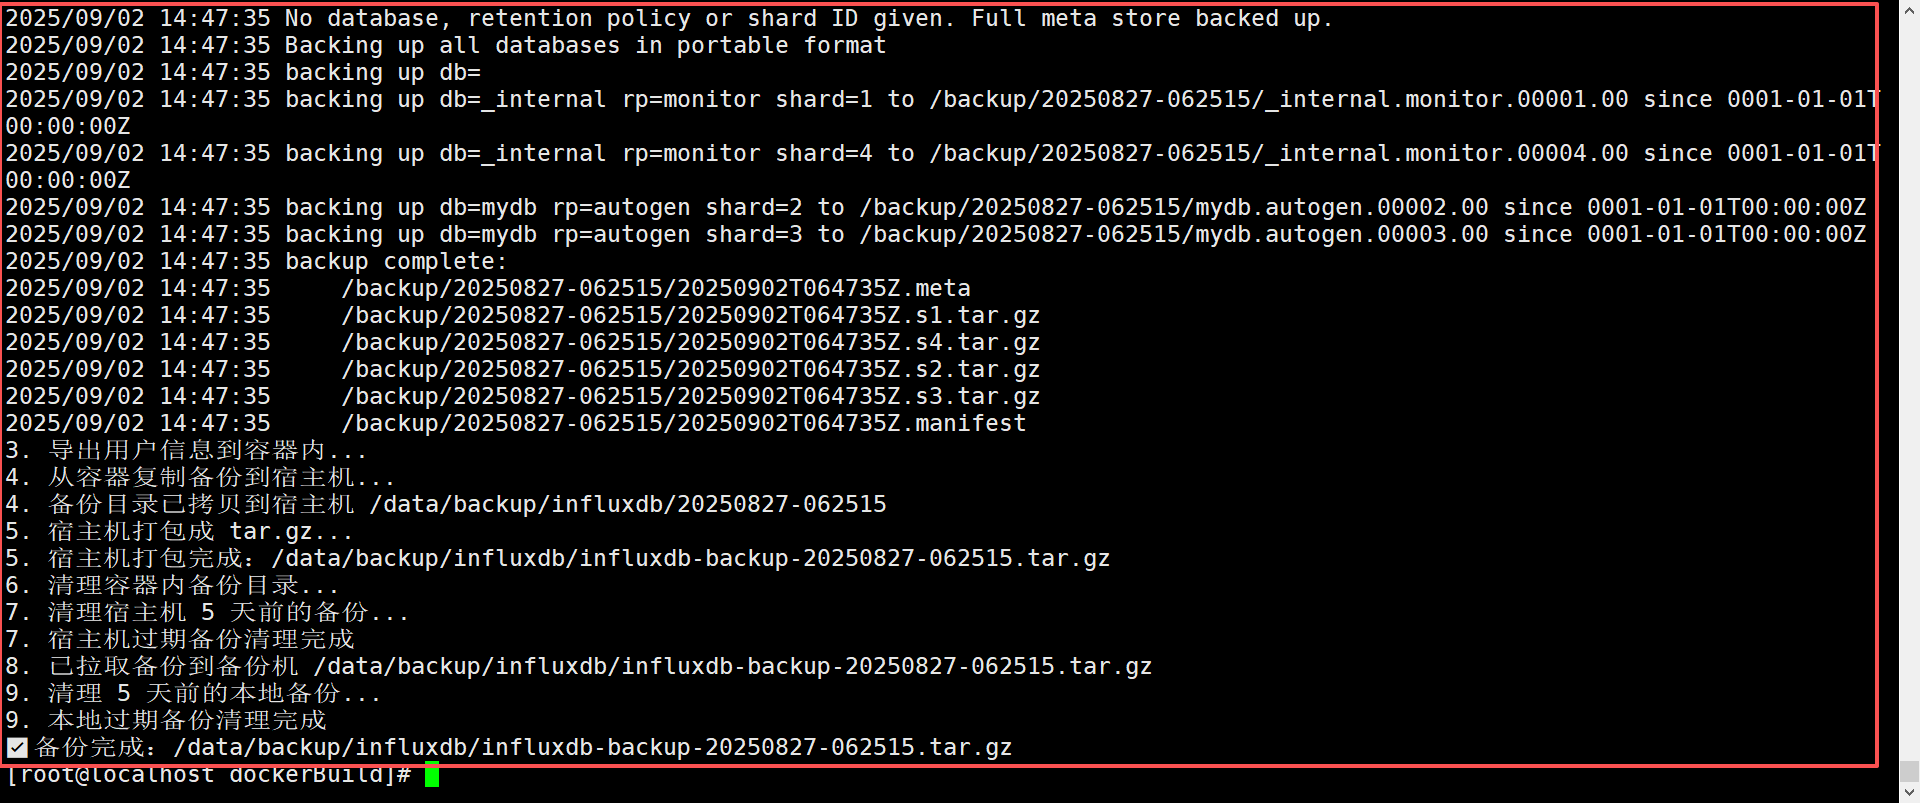 2025/09/02 14:47:35 No database, retention policy or shard ID given. Full meta store backed up.
2025/09/02 14:47:35 Backing up all databases in portable format
2025/09/02 14:47:35 backing up db=
2025/09/02 14:47:35 backing up db=_internal rp=monitor shard=1 to /backup/20250827-062515/_internal.monitor.00001.00 since 0001-01-01T
00:00:00Z
2025/09/02 14:47:35 backing up db=_internal rp=monitor shard=4 to /backup/20250827-062515/_internal.monitor.00004.00 since 0001-01-01T
00:00:00Z
2025/09/02 14:47:35 backing up db=mydb rp=autogen shard=2 to /backup/20250827-062515/mydb.autogen.00002.00 since 0001-01-01T00:00:00Z
2025/09/02 14:47:35 backing up db=mydb rp=autogen shard=3 to /backup/20250827-062515/mydb.autogen.00003.00 since 0001-01-01T00:00:00Z
2025/09/02 14:47:35 backup complete:
2025/09/02 14:47:35     /backup/20250827-062515/20250902T064735Z.meta
2025/09/02 14:47:35     /backup/20250827-062515/20250902T064735Z.s1.tar.gz
2025/09/02 14:47:35     /backup/20250827-062515/20250902T064735Z.s4.tar.gz
2025/09/02 14:47:35     /backup/20250827-062515/20250902T064735Z.s2.tar.gz
2025/09/02 14:47:35     /backup/20250827-062515/20250902T064735Z.s3.tar.gz
2025/09/02 14:47:35     /backup/20250827-062515/20250902T064735Z.manifest
3. 导出用户信息到容器内...
4. 从容器复制备份到宿主机...
4. 备份目录已拷贝到宿主机 /data/backup/influxdb/20250827-062515
5. 宿主机打包成 tar.gz...
5. 宿主机打包完成：/data/backup/influxdb/influxdb-backup-20250827-062515.tar.gz
6. 清理容器内备份目录...
7. 清理宿主机 5 天前的备份...
7. 宿主机过期备份清理完成
8. 已拉取备份到备份机 /data/backup/influxdb/influxdb-backup-20250827-062515.tar.gz
9. 清理 5 天前的本地备份...
9. 本地过期备份清理完成
✅备份完成：/data/backup/influxdb/influxdb-backup-20250827-062515.tar.gz
[root@localhost dockerBuild]#